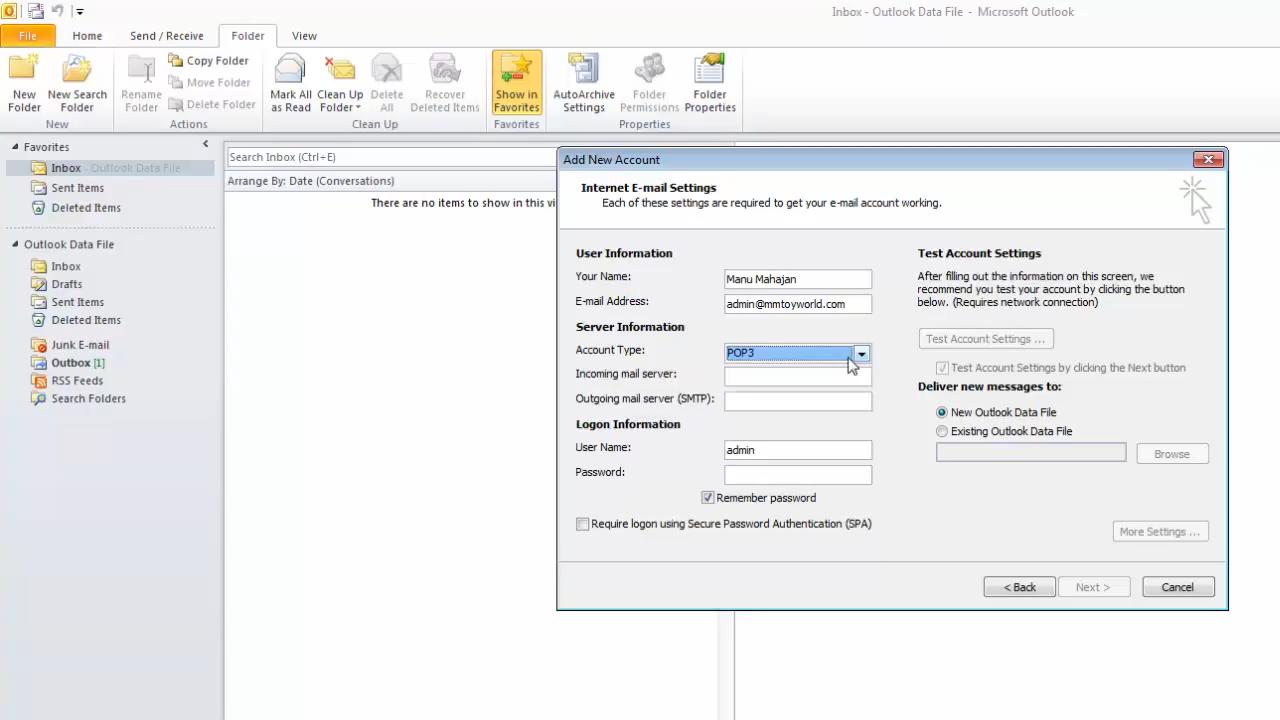 Inbox - Outlook Data File - Microsoft Outlook
File Home Send / Receive Folder View
New Folder
New Search Folder
New
Rename Folder
Copy Folder
Move Folder
Delete Folder
Actions
Mark All as Read
Clean Up Folder
Delete All
Recover Deleted Items
Clean Up
Show in Favorites
Favorites
AutoArchive Settings
Folder Permissions
Folder Properties
Properties
Favorites
Inbox - Outlook Data File
Sent Items
Deleted Items
Outlook Data File
Inbox
Drafts
Sent Items
Deleted Items
Junk E-mail
Outbox [1]
RSS Feeds
Search Folders
Search Inbox (Ctrl+E)
Arrange By: Date (Conversations)
There are no items to show in this vi
Add New Account
Internet E-mail Settings
Each of these settings are required to get your e-mail account working.
User Information
Your Name: Manu Mahajan
E-mail Address: admin@mmtoyworld.com
Server Information
Account Type: POP3
Incoming mail server:
Outgoing mail server (SMTP):
Logon Information
User Name: admin
Password:
Remember password
Require logon using Secure Password Authentication (SPA)
Test Account Settings
After filling out the information on this screen, we
recommend you test your account by clicking the button
below. (Requires network connection)
Test Account Settings ...
Test Account Settings by clicking the Next button
Deliver new messages to:
New Outlook Data File
Existing Outlook Data File
Browse
More Settings ...
< Back Next > Cancel